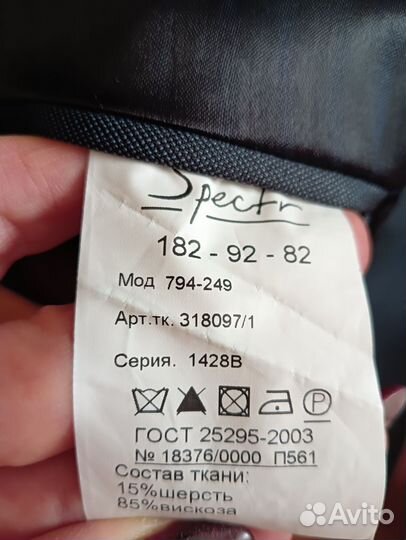 Spectr
182 - 92 - 82
Мод 794-249
Арт.тк. 318097/1
Серия. 1428В
P
ГОСТ 25295-2003
№ 18376/0000 П561
Состав ткани:
15%шерсть
85%вискоза
Avito